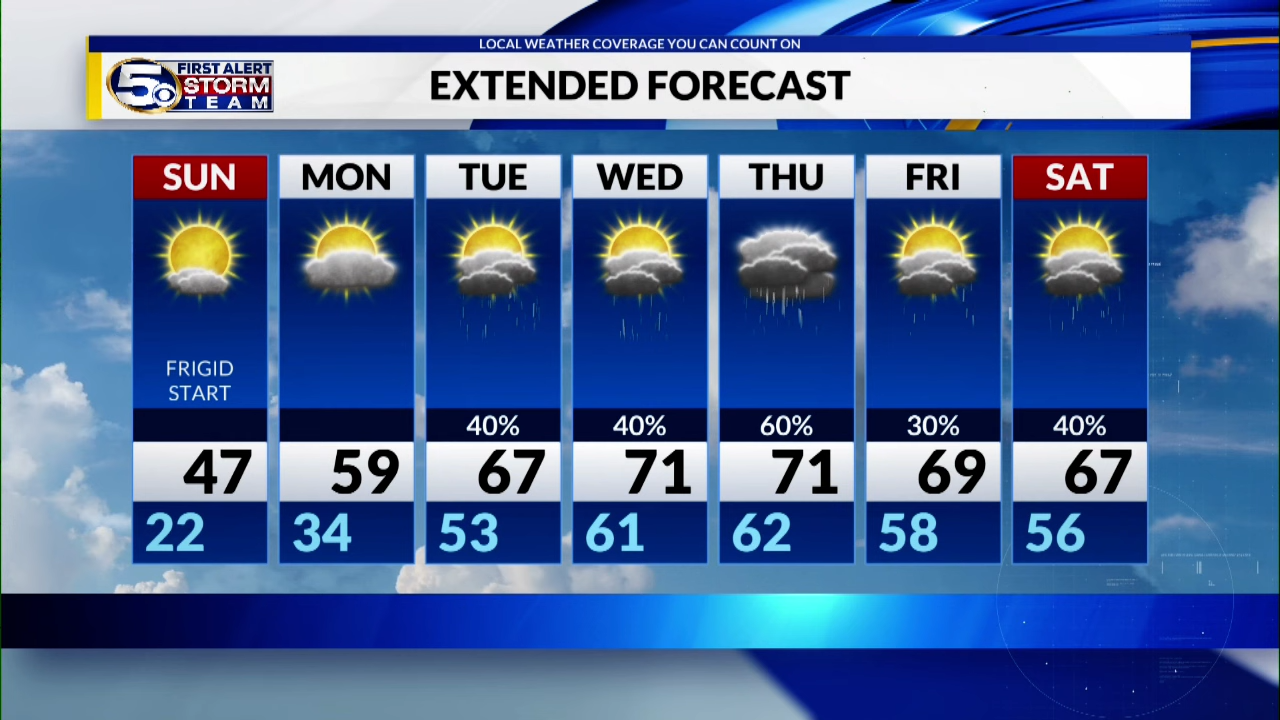 LOCAL WEATHER COVERAGE YOU CAN COUNT ON
5 FIRST ALERT
STORM
TEAM
EXTENDED FORECAST
SUN MON TUE WED THU FRI SAT
FRIGID
START
40% 40% 60% 30% 40%
47 59 67 71 71 69 67
22 34 53 61 62 58 56